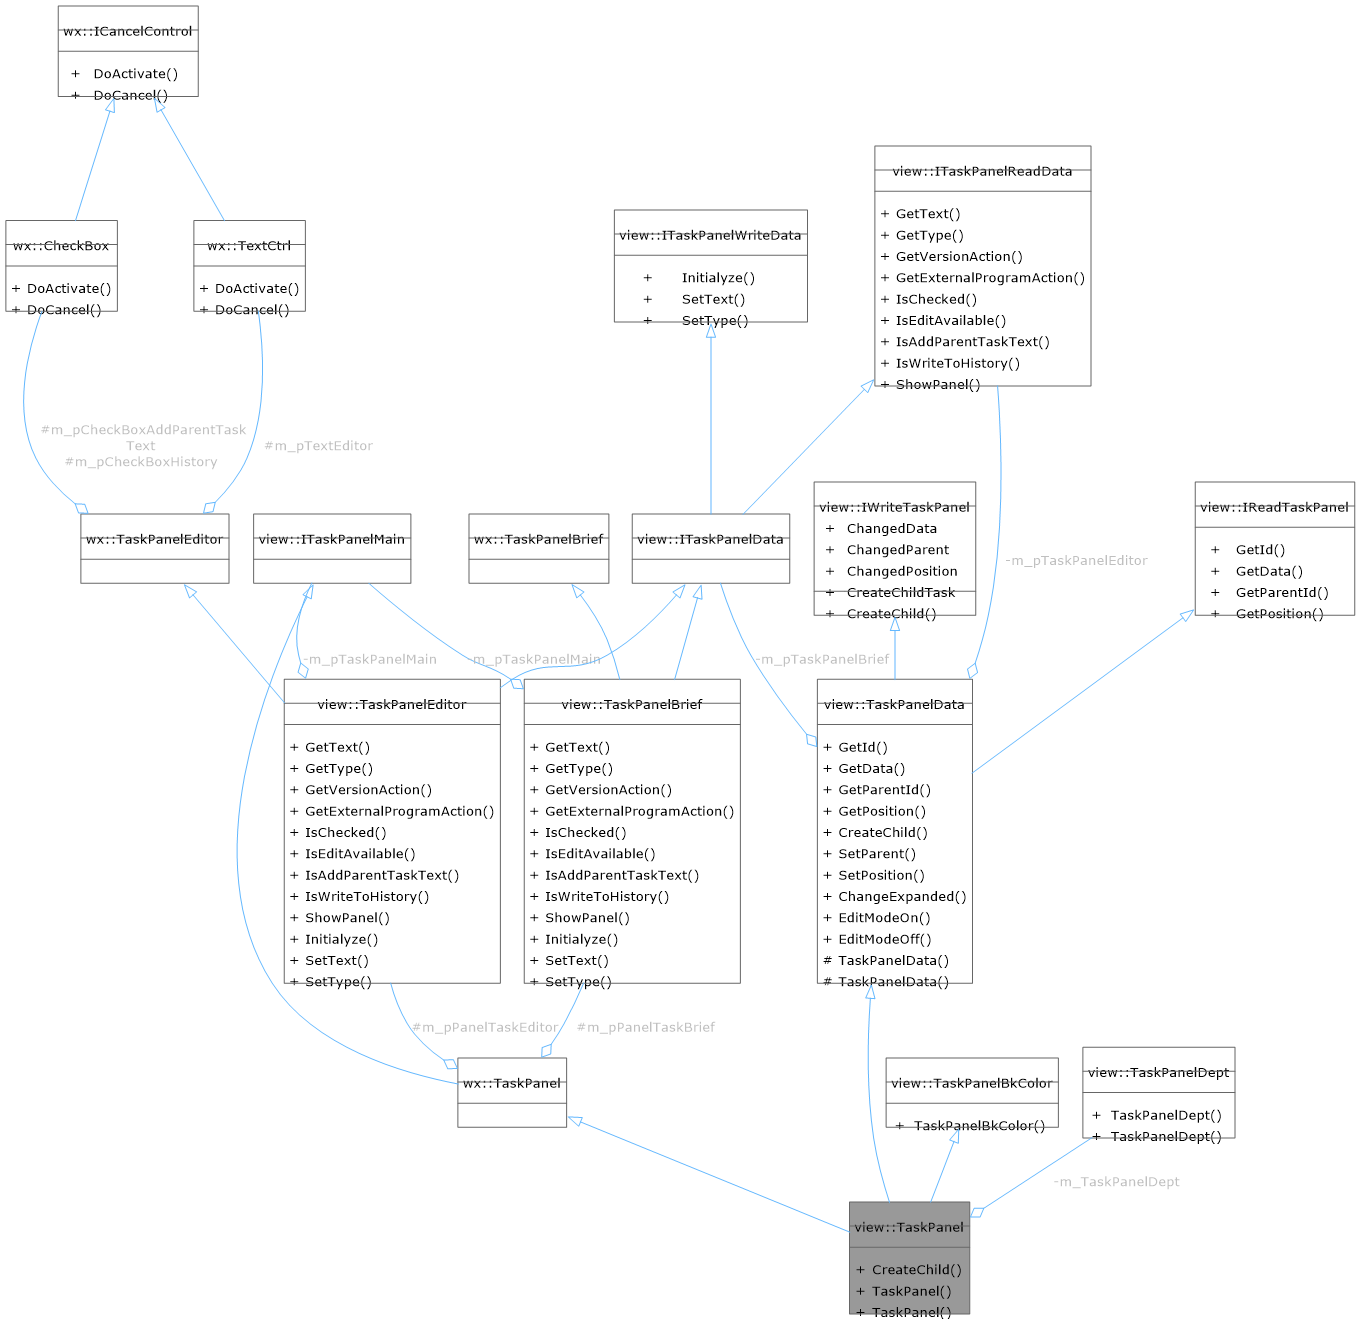 wx::ICancelControl
+ DoActivate()
+ DoCancel()
view::ITaskPanelReadData
+ GetText()
+ GetType()
+ GetVersionAction()
+ GetExternalProgramAction()
+ IsChecked()
+ IsEditAvailable()
+ IsAddParentTaskText()
+ IsWriteToHistory()
+ ShowPanel()
view::ITaskPanelWriteData
+ Initialyze()
+ SetText()
+ SetType()
wx::CheckBox
+ DoActivate()
+ DoCancel()
wx::TextCtrl
+ DoActivate()
+ DoCancel()
#m_pCheckBoxAddParentTask
Text
#m_pCheckBoxHistory
#m_pTextEditor
wx::TaskPanelEditor
view::ITaskPanelMain
wx::TaskPanelBrief
view::ITaskPanelData
view::IWriteTaskPanel
+ ChangedData
+ ChangedParent
+ ChangedPosition
+ CreateChildTask
+ CreateChild()
-m_pTaskPanelEditor
view::IReadTaskPanel
+ GetId()
+ GetData()
+ GetParentId()
+ GetPosition()
-m_pTaskPanelMain
-m_pTaskPanelMain
-m_pTaskPanelBrief
view::TaskPanelEditor
+ GetText()
+ GetType()
+ GetVersionAction()
+ GetExternalProgramAction()
+ IsChecked()
+ IsEditAvailable()
+ IsAddParentTaskText()
+ IsWriteToHistory()
+ ShowPanel()
+ Initialyze()
+ SetText()
+ SetType()
view::TaskPanelBrief
+ GetText()
+ GetType()
+ GetVersionAction()
+ GetExternalProgramAction()
+ IsChecked()
+ IsEditAvailable()
+ IsAddParentTaskText()
+ IsWriteToHistory()
+ ShowPanel()
+ Initialyze()
+ SetText()
+ SetType()
view::TaskPanelData
+ GetId()
+ GetData()
+ GetParentId()
+ GetPosition()
+ CreateChild()
+ SetParent()
+ SetPosition()
+ ChangeExpanded()
+ EditModeOn()
+ EditModeOff()
# TaskPanelData()
# TaskPanelData()
#m_pPanelTaskEditor
#m_pPanelTaskBrief
wx::TaskPanel
view::TaskPanelBkColor
+ TaskPanelBkColor()
view::TaskPanelDept
+ TaskPanelDept()
+ TaskPanelDept()
-m_TaskPanelDept
view::TaskPanel
+ CreateChild()
+ TaskPanel()
+ TaskPanel()